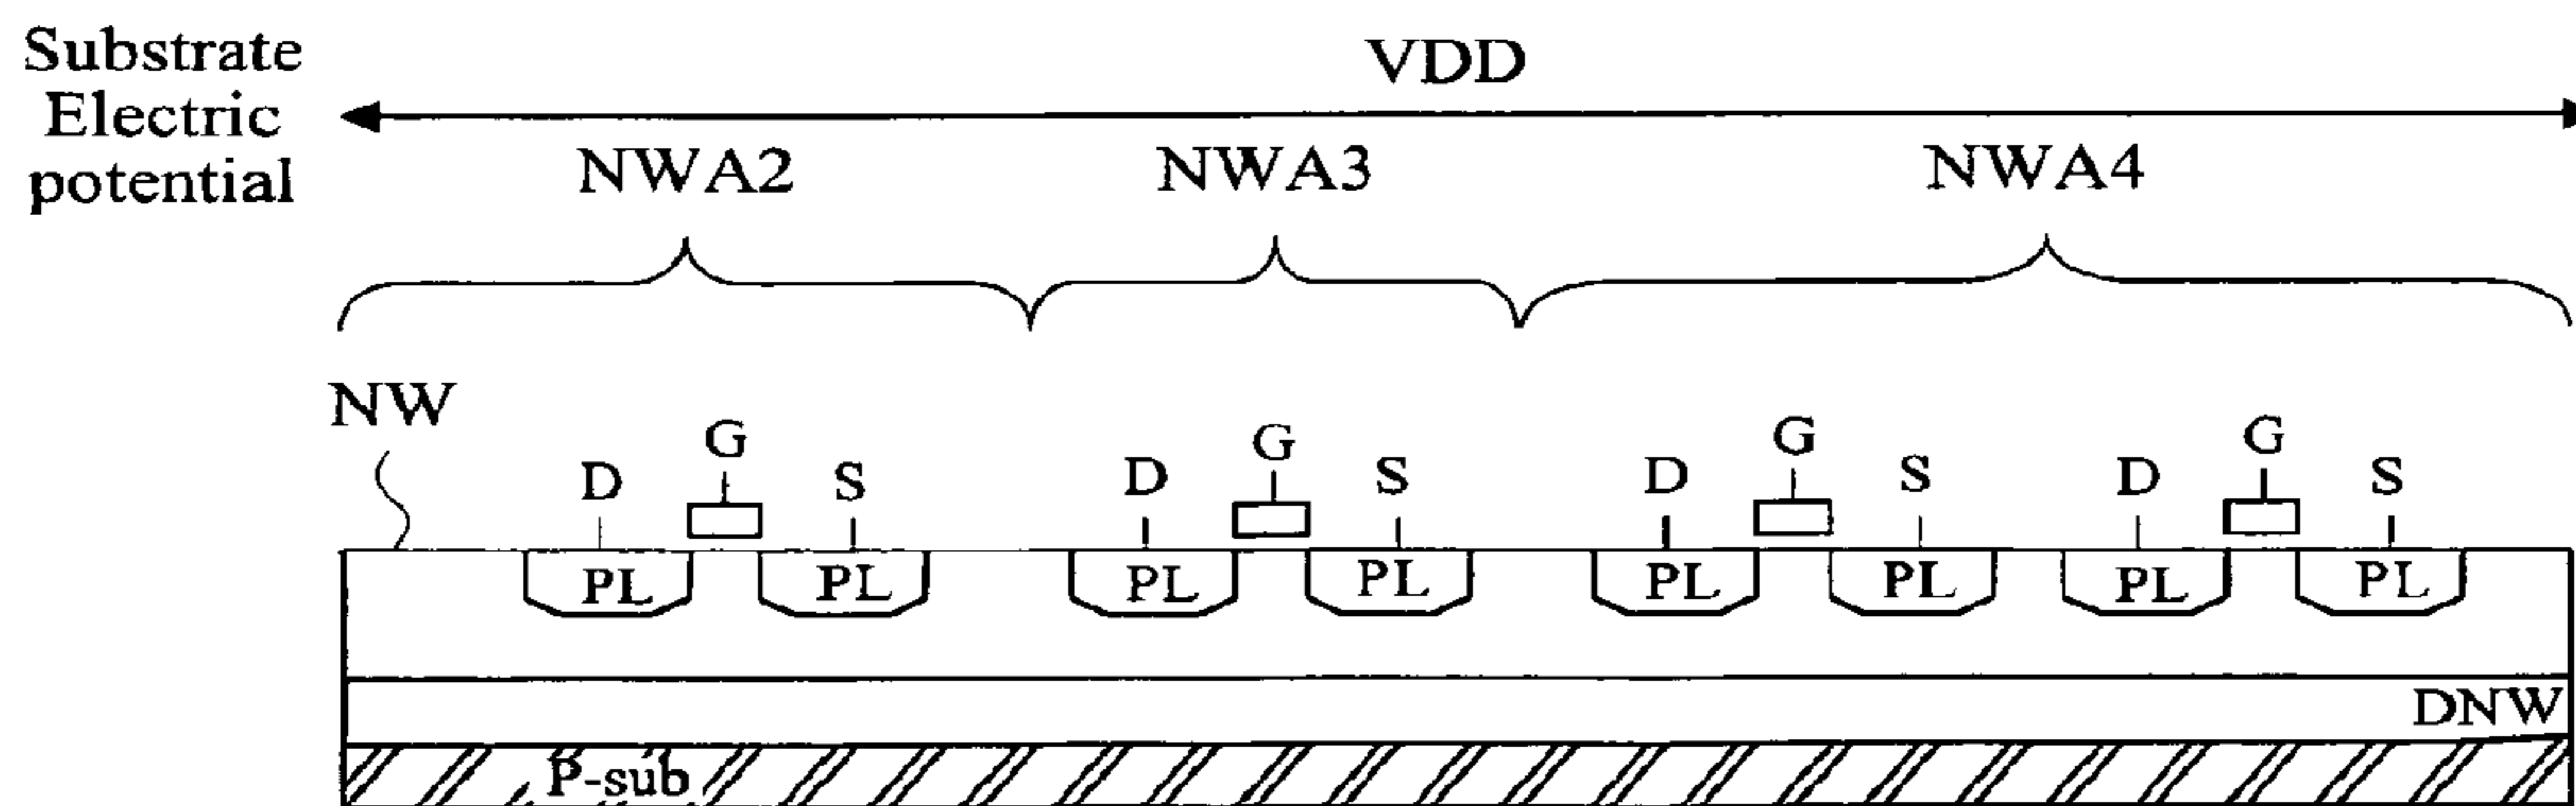 Substrate
Electric
potential
VDD
NWA2 NWA3 NWA4
NW
G G G G
D S D S D S D S
PL PL PL PL PL PL PL PL
DNW
P-sub